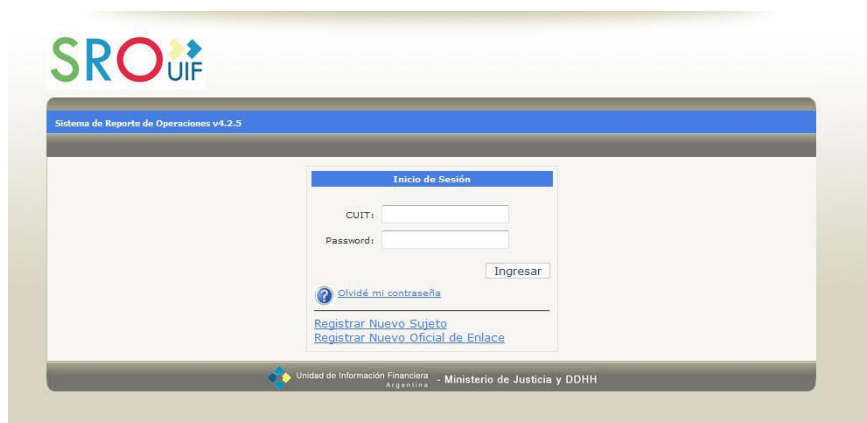 SRO UIF
Sistema de Reporte de Operaciones v4.2.5
Inicio de Sesión
CUIT:
Password:
Ingresar
? Olvidé mi contraseña
Registrar Nuevo Sujeto
Registrar Nuevo Oficial de Enlace
Unidad de Información Financiera
Argentina - Ministerio de Justicia y DDHH